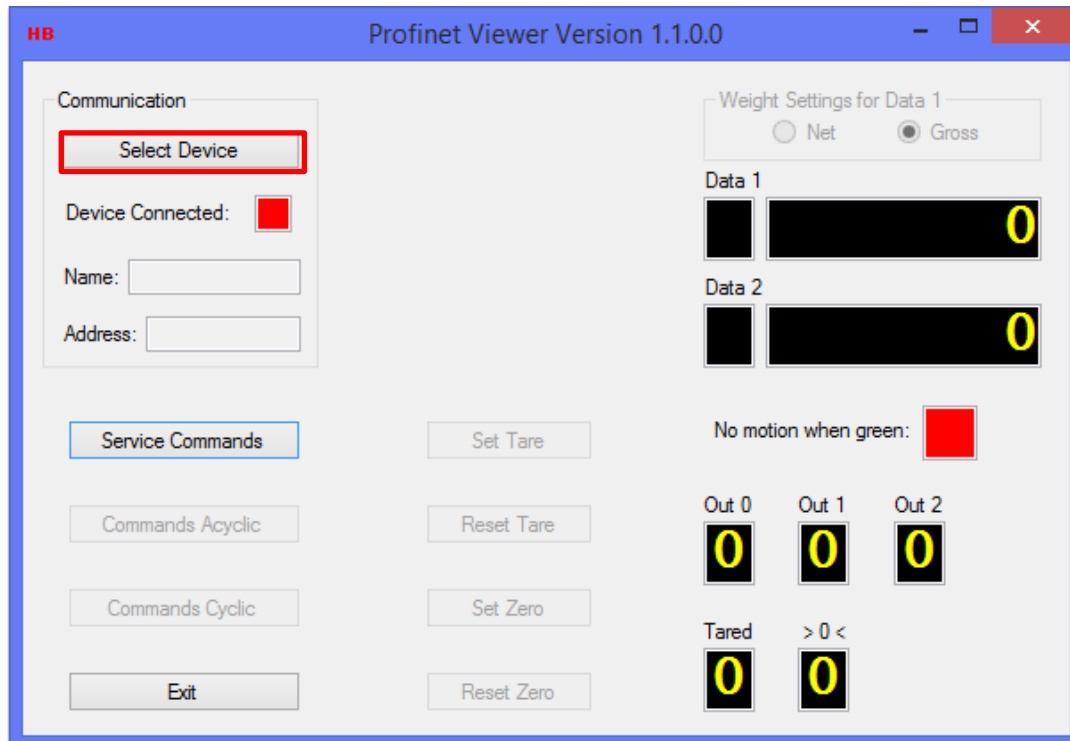 HB
Profinet Viewer Version 1.1.0.0
Communication
Select Device
Device Connected:
Name:
Address:
Weight Settings for Data 1
Net Gross
Data 1
0
Data 2
0
No motion when green:
Service Commands
Set Tare
Commands Acyclic
Reset Tare
Commands Cyclic
Set Zero
Exit
Reset Zero
Out 0 Out 1 Out 2
0 0 0
Tared > 0 <
0 0